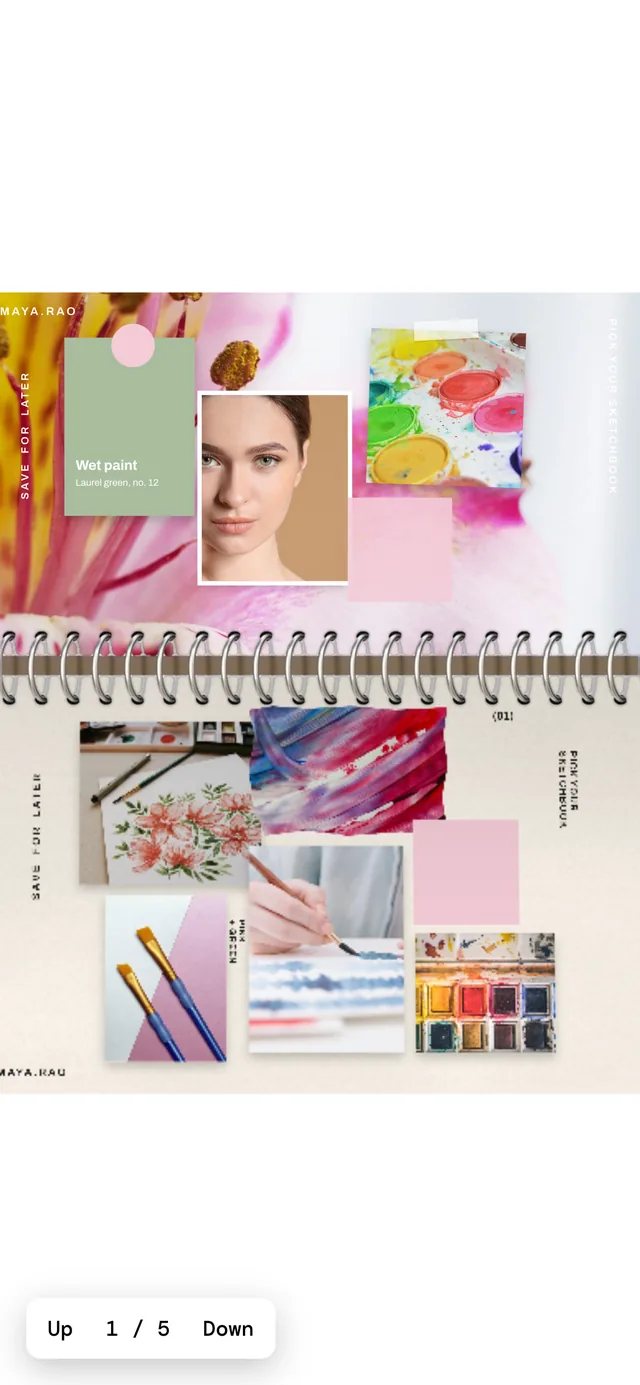 MAYA.RAO
SAVE FOR LATER
PICK YOUR SKETCHBOOK
Wet paint
Laurel green, no. 12
(01)
SAVE FOR LATER
PICK YOUR
SKETCHBOOK
PINK
+ GREEN
MAYA.RAO
Up 1 / 5 Down